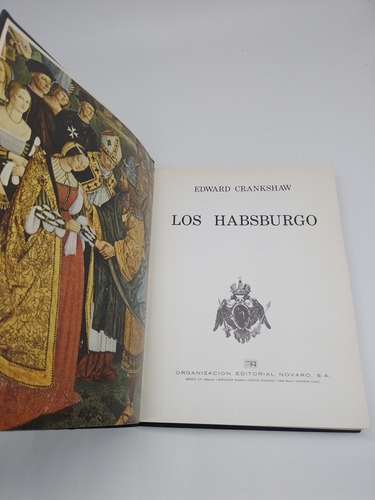 EDWARD CRANKSHAW
LOS HABSBURGO
ORGANIZACION EDITORIAL NOVARO, S.A.